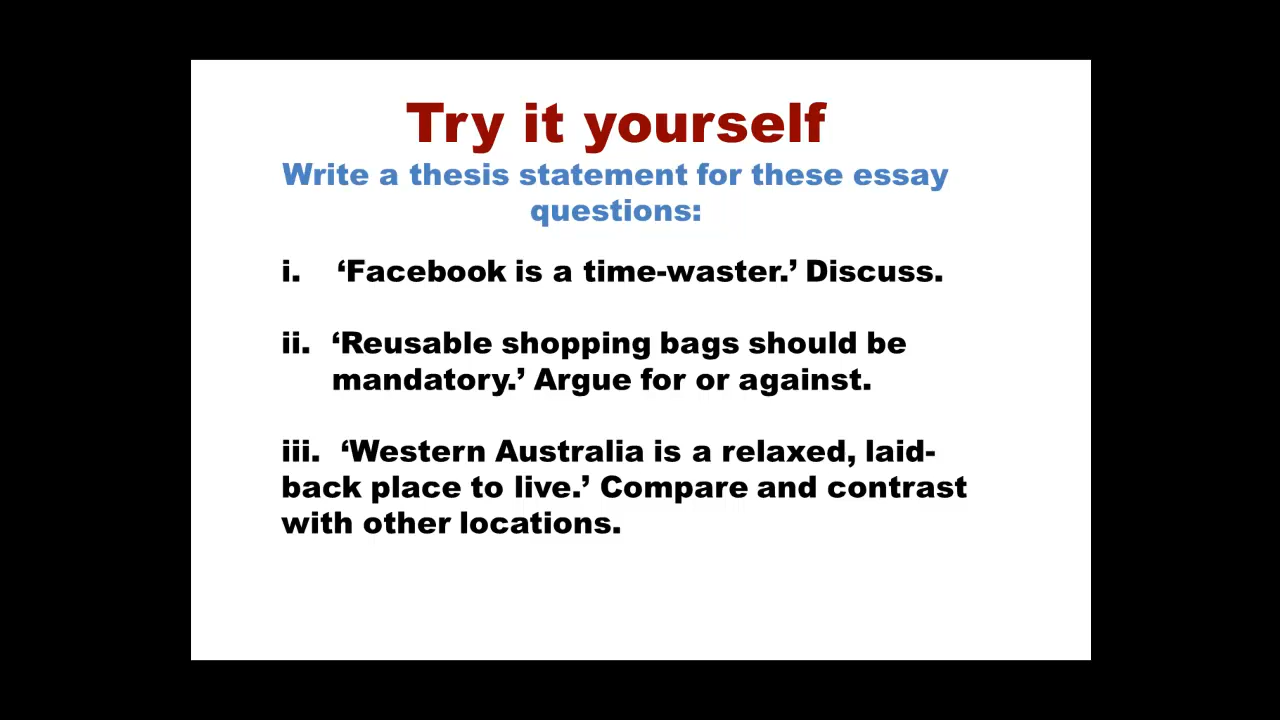 Try it yourself
Write a thesis statement for these essay
questions:
i. ‘Facebook is a time-waster.’ Discuss.
ii. ‘Reusable shopping bags should be
mandatory.’ Argue for or against.
iii. ‘Western Australia is a relaxed, laid-
back place to live.’ Compare and contrast
with other locations.